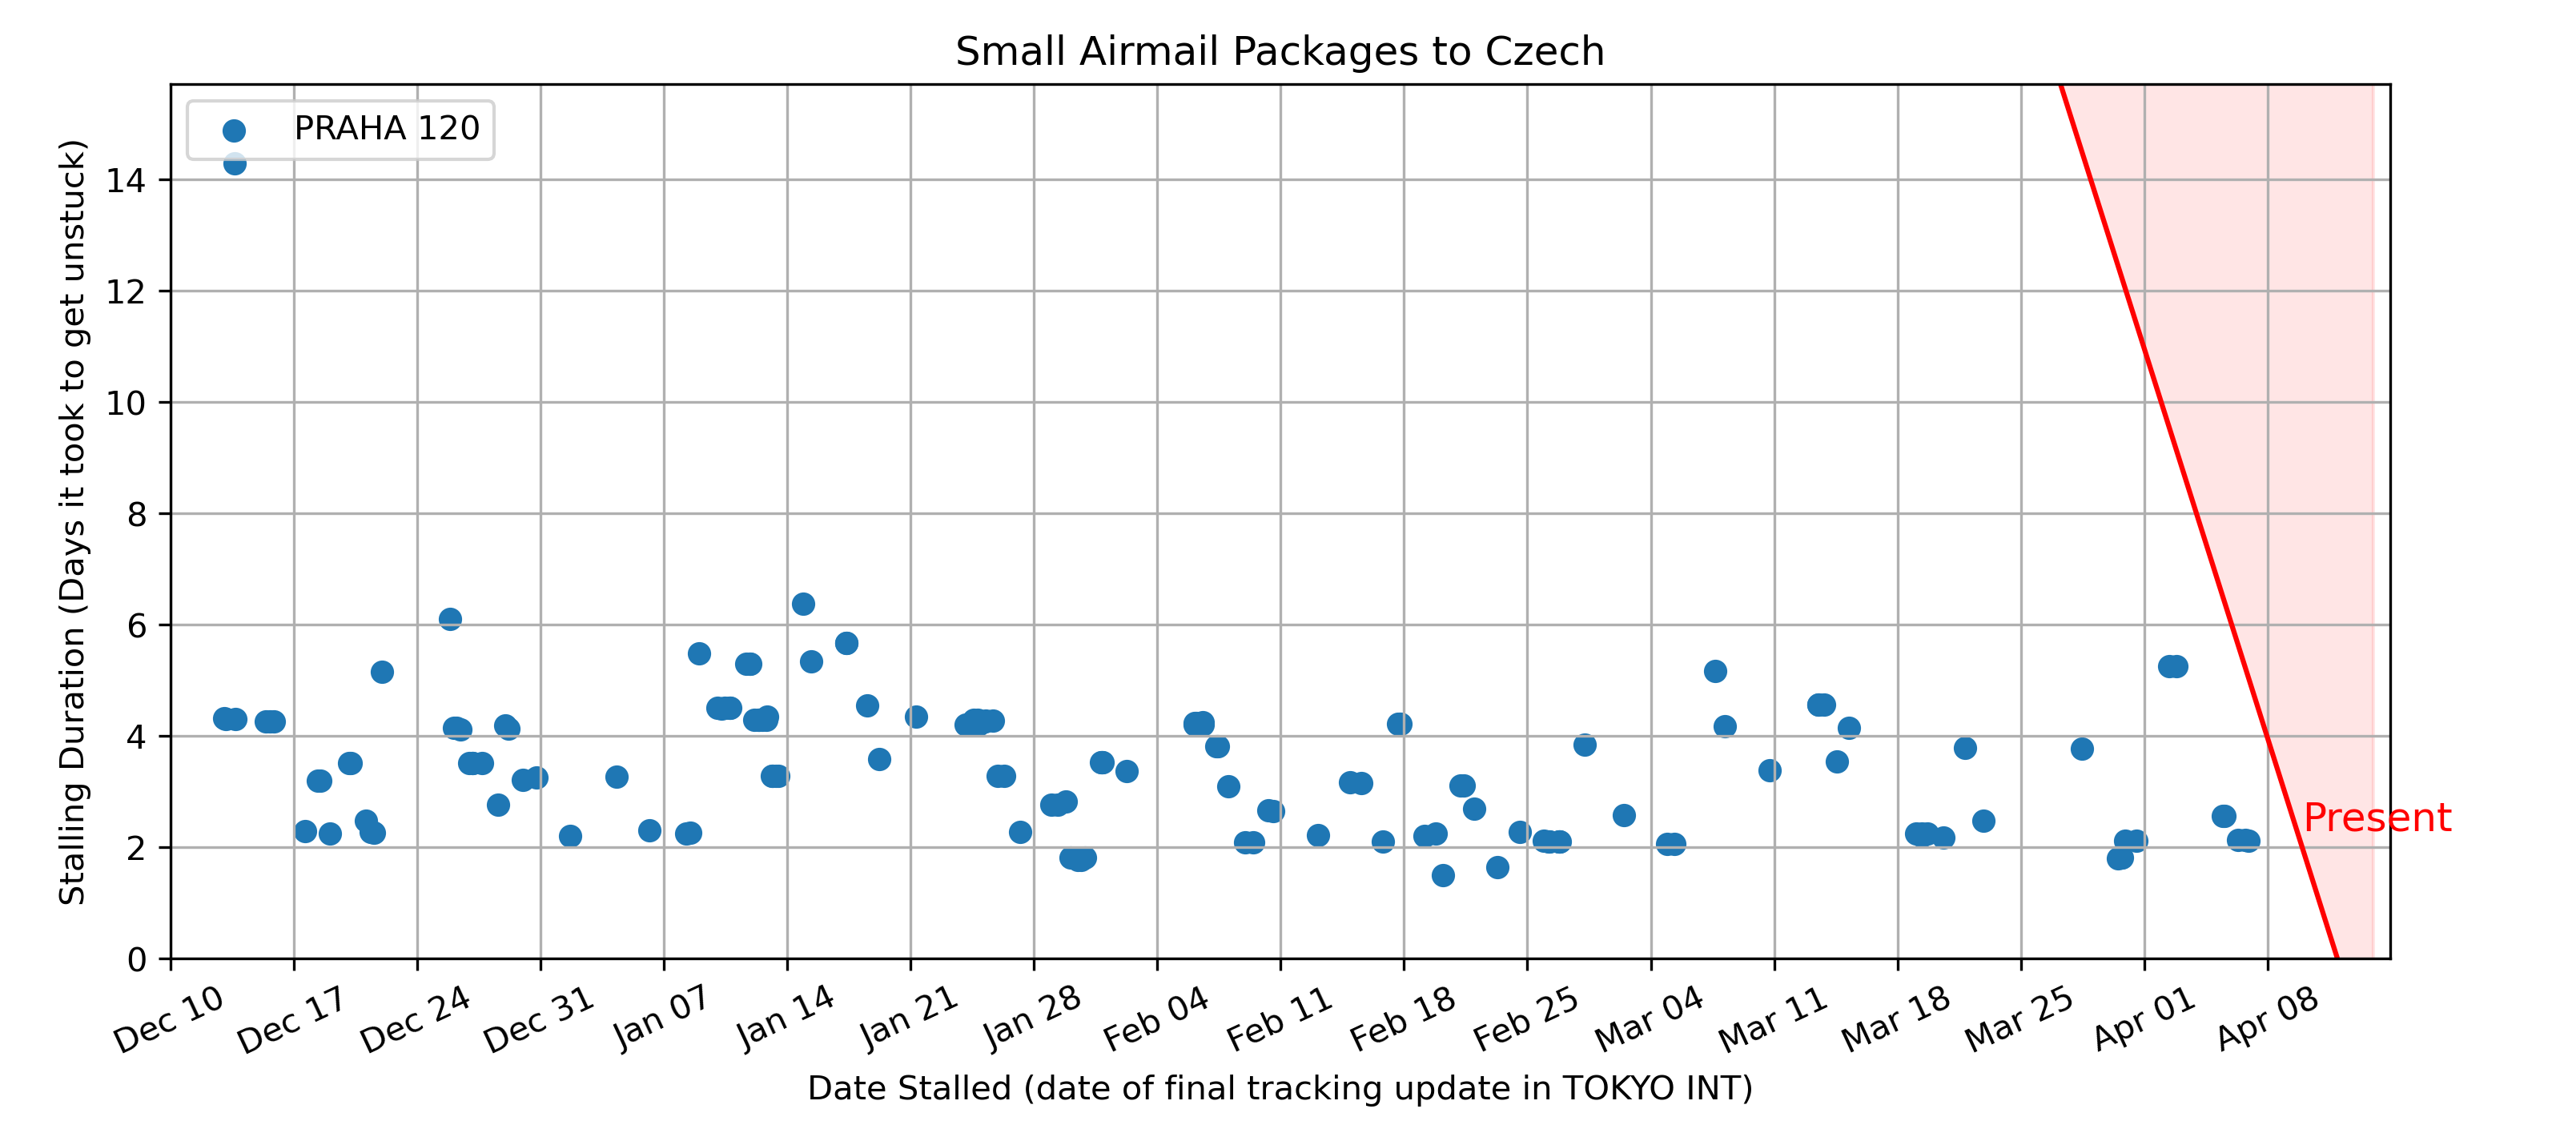 Small Airmail Packages to Czech
PRAHA 120
Stalling Duration (Days it took to get unstuck)
14
12
10
8
6
4
2
0
Present
Dec 10
Dec 17
Dec 24
Dec 31
Jan 07
Jan 14
Jan 21
Jan 28
Feb 04
Feb 11
Feb 18
Feb 25
Mar 04
Mar 11
Mar 18
Mar 25
Apr 01
Apr 08
Date Stalled (date of final tracking update in TOKYO INT)